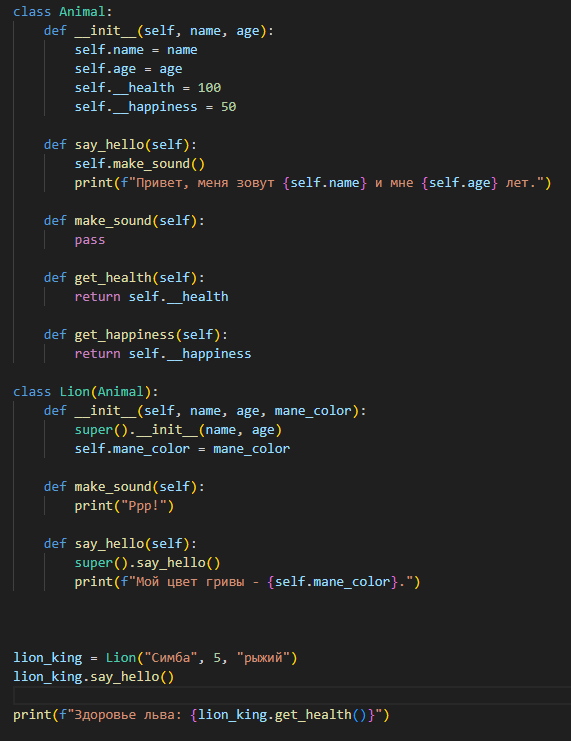 class Animal:
    def __init__(self, name, age):
        self.name = name
        self.age = age
        self.__health = 100
        self.__happiness = 50

    def say_hello(self):
        self.make_sound()
        print(f"Привет, меня зовут {self.name} и мне {self.age} лет.")

    def make_sound(self):
        pass

    def get_health(self):
        return self.__health

    def get_happiness(self):
        return self.__happiness

class Lion(Animal):
    def __init__(self, name, age, mane_color):
        super().__init__(name, age)
        self.mane_color = mane_color

    def make_sound(self):
        print("Ррр!")

    def say_hello(self):
        super().say_hello()
        print(f"Мой цвет гривы - {self.mane_color}.")

lion_king = Lion("Симба", 5, "рыжий")
lion_king.say_hello()

print(f"Здоровье льва: {lion_king.get_health()}")